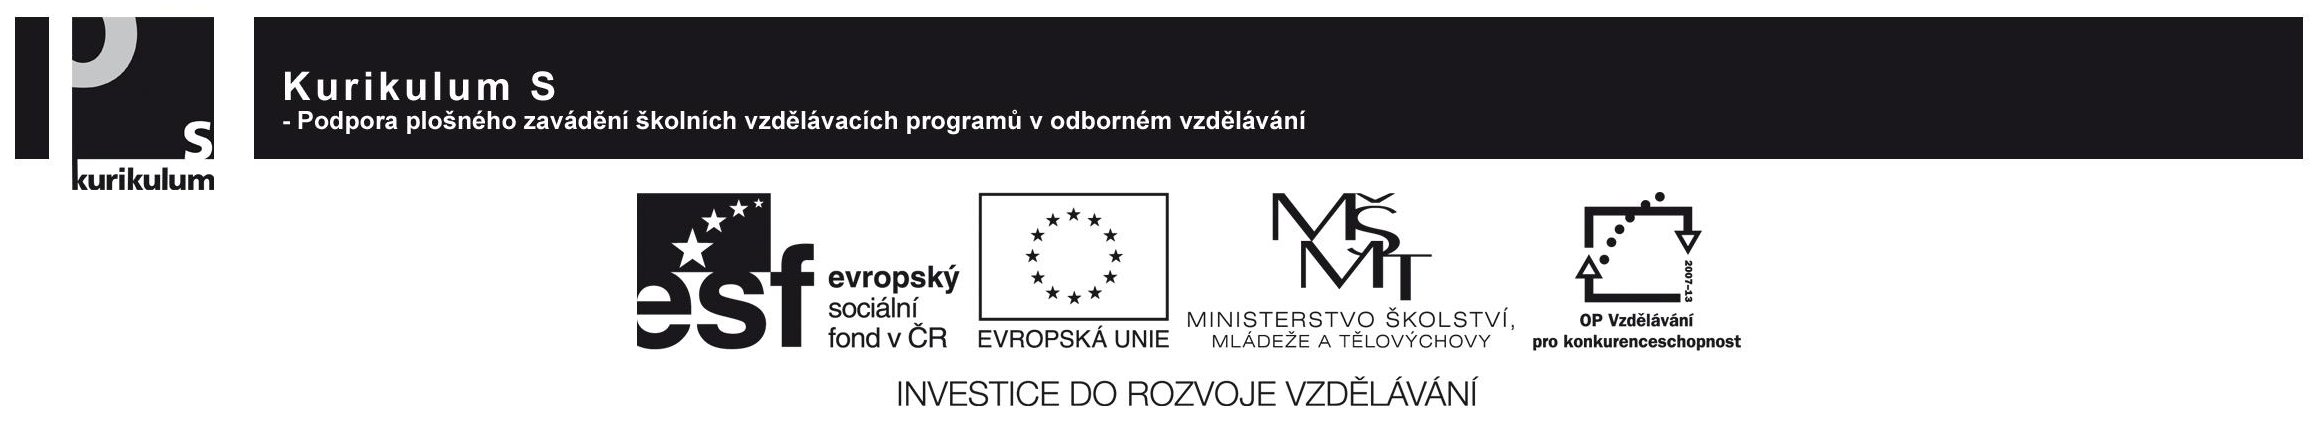 Kurikulum S
- Podpora plošného zavádění školních vzdělávacích programů v odborném vzdělávání
s
kurikulum
esf
evropský
sociální
fond v ČR
EVROPSKÁ UNIE
MŠ
MT
MINISTERSTVO ŠKOLSTVÍ,
MLÁDEŽE A TĚLOVÝCHOVY
2007-13
OP Vzdělávání
pro konkurenceschopnost
INVESTICE DO ROZVOJE VZDĚLÁVÁNÍ